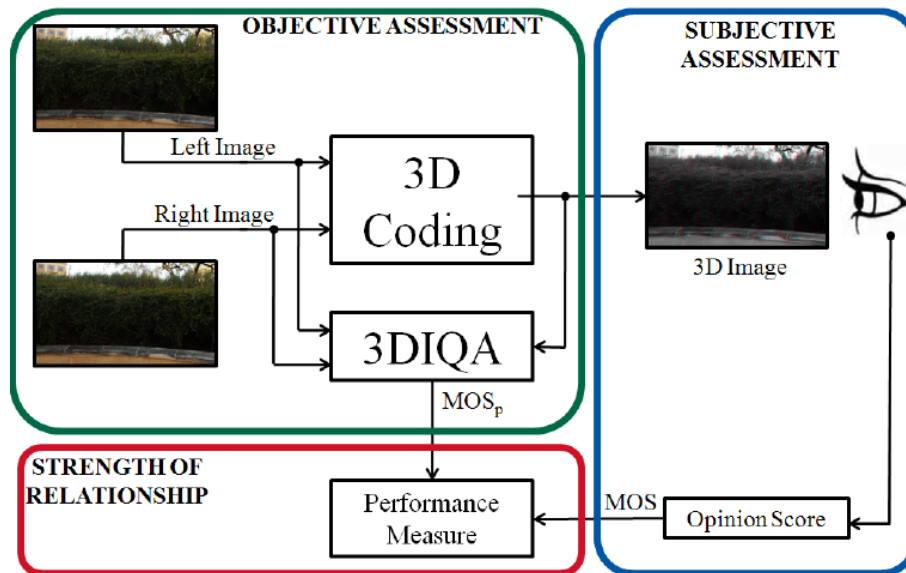 OBJECTIVE ASSESSMENT
SUBJECTIVE
ASSESSMENT
Left Image
3D
Coding
Right Image
3D Image
3DIQA
MOSp
STRENGTH OF
RELATIONSHIP
Performance
Measure
MOS
Opinion Score